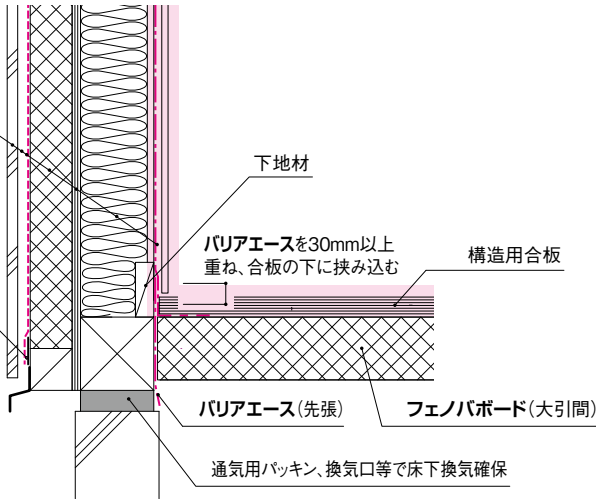 下地材
バリアエースを30mm以上
重ね、合板の下に挟み込む
構造用合板
バリアエース(先張)
フェノバボード(大引間)
通気用パッキン、換気口等で床下換気確保